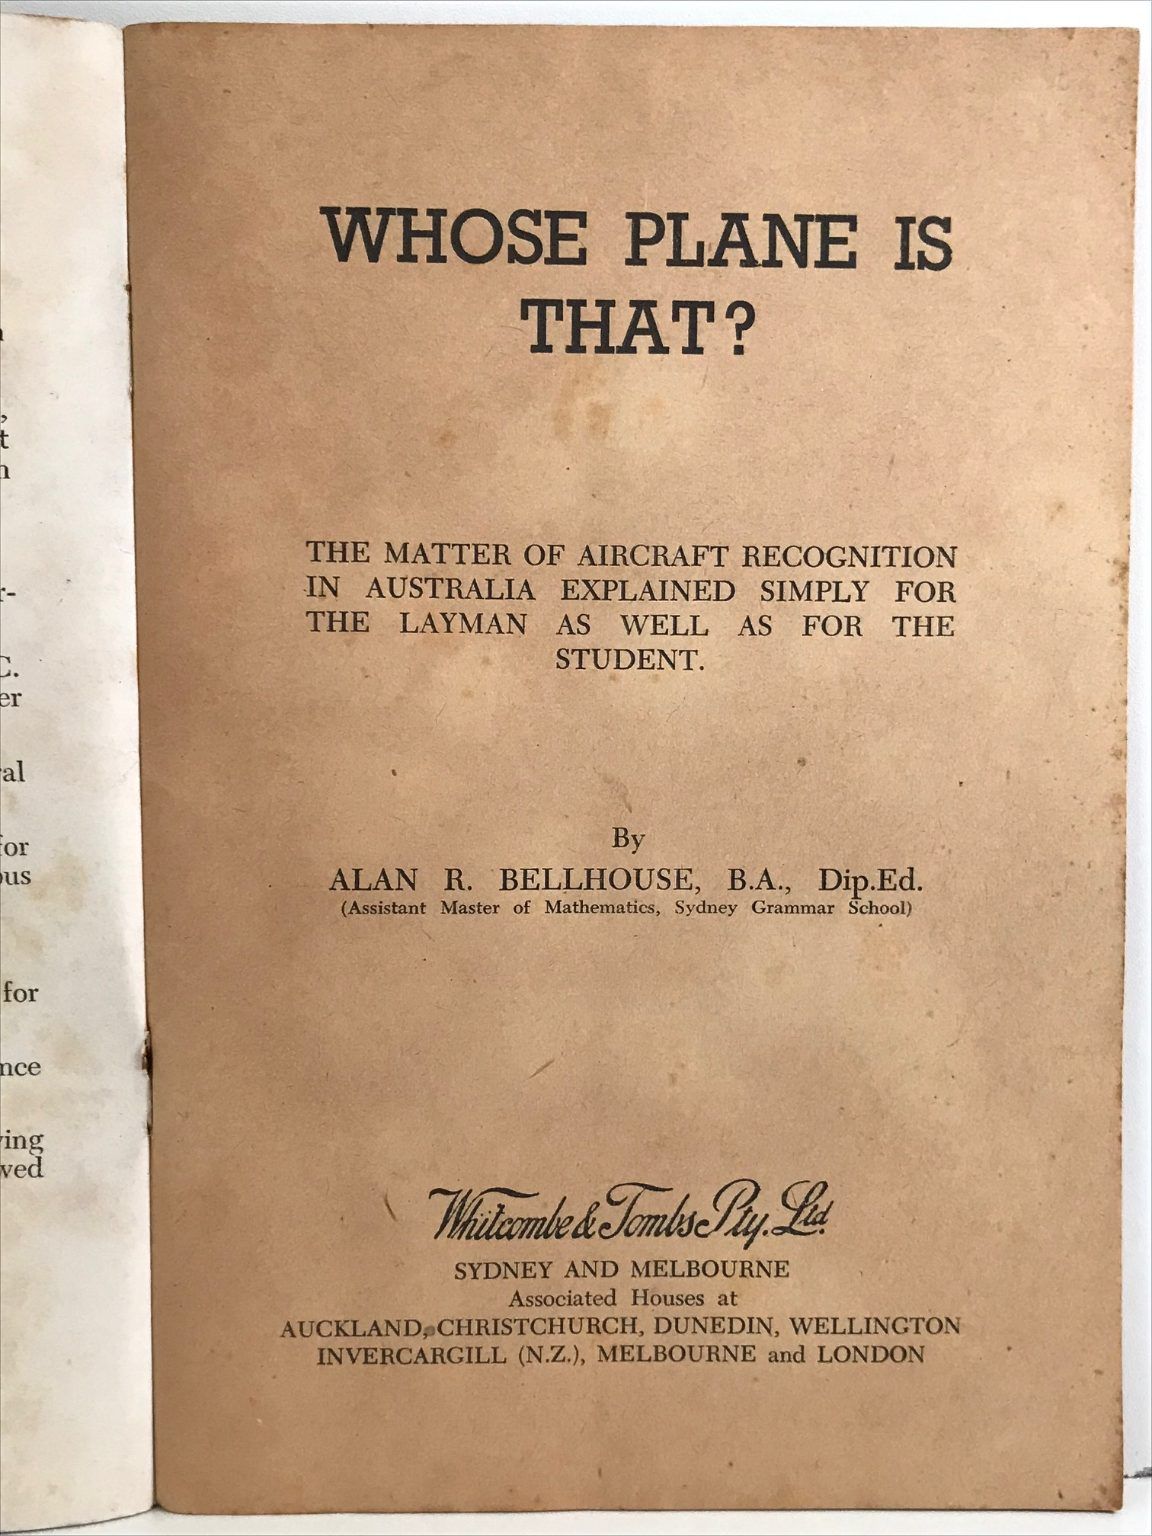 WHOSE PLANE IS
THAT?
THE MATTER OF AIRCRAFT RECOGNITION
IN AUSTRALIA EXPLAINED SIMPLY FOR
THE LAYMAN AS WELL AS FOR THE
STUDENT.
By
ALAN R. BELLHOUSE, B.A., Dip.Ed.
(Assistant Master of Mathematics, Sydney Grammar School)
Whitcombe & Tombs Pty. Ltd.
SYDNEY AND MELBOURNE
Associated Houses at
AUCKLAND, CHRISTCHURCH, DUNEDIN, WELLINGTON
INVERCARGILL (N.Z.), MELBOURNE and LONDON